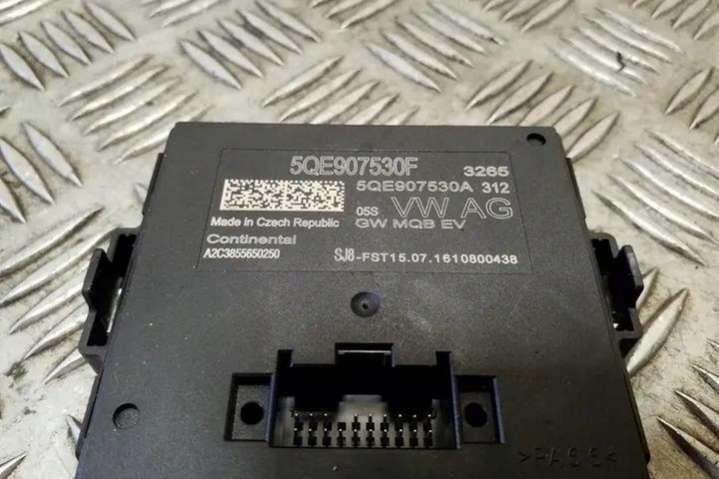 5QE907530F 3265
5QE907530A 312
05S VW AG
Made in Czech Republic GW MQB EV
Continental
A2C3855650250 SJ8-FST15.07.1610800438